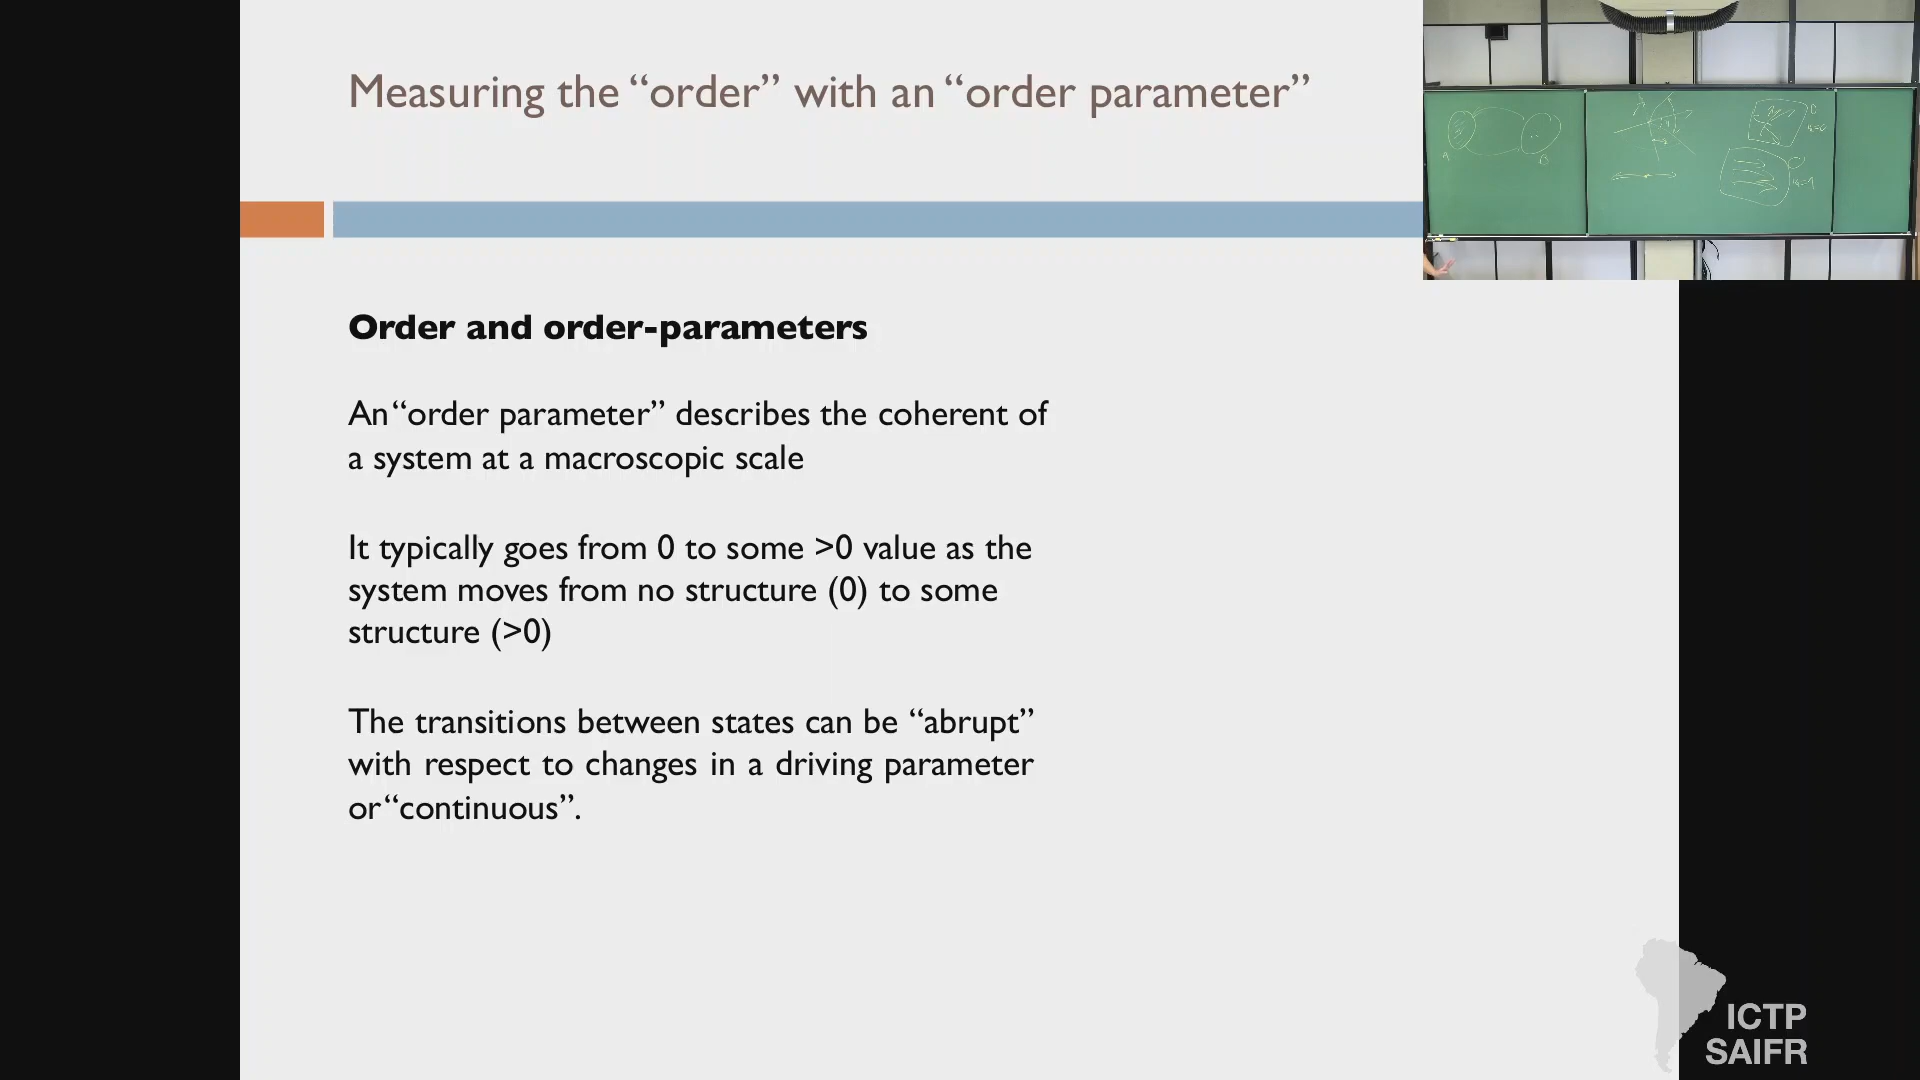 Measuring the “order” with an “order parameter”
Order and order-parameters
An “order parameter” describes the coherent of
a system at a macroscopic scale
It typically goes from 0 to some >0 value as the
system moves from no structure (0) to some
structure (>0)
The transitions between states can be “abrupt”
with respect to changes in a driving parameter
or “continuous”.
A
B
ICTP
SAIFR